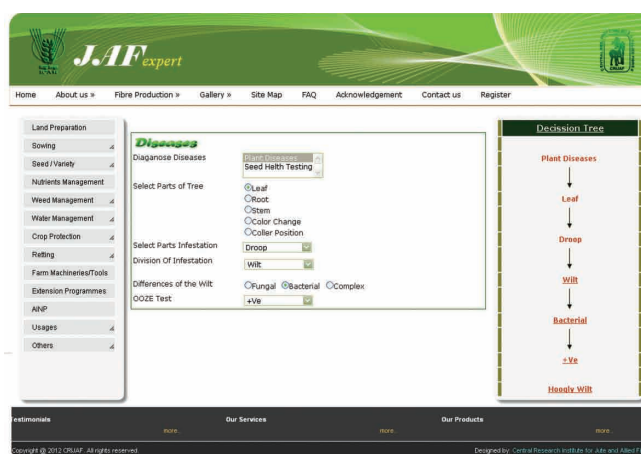 JAF expert
Home About us » Fibre Production » Gallery » Site Map FAQ Acknowledgement Contact us Register
Land Preparation
Sowing
Seed / Variety
Nutrients Management
Weed Management
Water Management
Crop Protection
Retting
Farm Machineries/Tools
Extension Programmes
AINP
Usages
Others
Diseases
Diaganose Diseases
Plant Diseases
Seed Helth Testing
Select Parts of Tree
Leaf
Root
Stem
Color Change
Coller Position
Select Parts Infestation
Droop
Division Of Infestation
Wilt
Differences of the Wilt
Fungal Bacterial Complex
OOZE Test
+Ve
Decission Tree
Plant Diseases
Leaf
Droop
Wilt
Bacterial
+Ve
Hoogly Wilt
estimonials Our Services Our Products
more.. more.. more..
Copyright @ 2012 CRIJAF. All rights reserved.
Designed by: Central Research Institute for Jute and Allied Fi